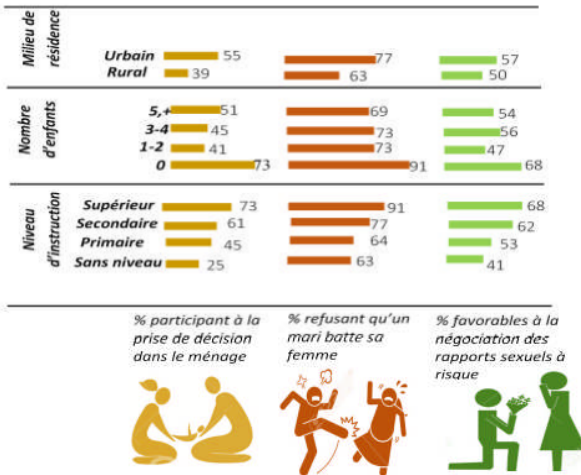 Milieu de résidence
Urbain 55 77 57
Rural 39 63 50
Nombre d'enfants
5,+ 51 69 54
3-4 45 73 56
1-2 41 73 47
0 73 91 68
Niveau d'instruction
Supérieur 73 91 68
Secondaire 61 77 62
Primaire 45 64 53
Sans niveau 25 63 41
% participant à la
prise de décision
dans le ménage
% refusant qu'un
mari batte sa
femme
% favorables à la
négociation des
rapports sexuels à
risque